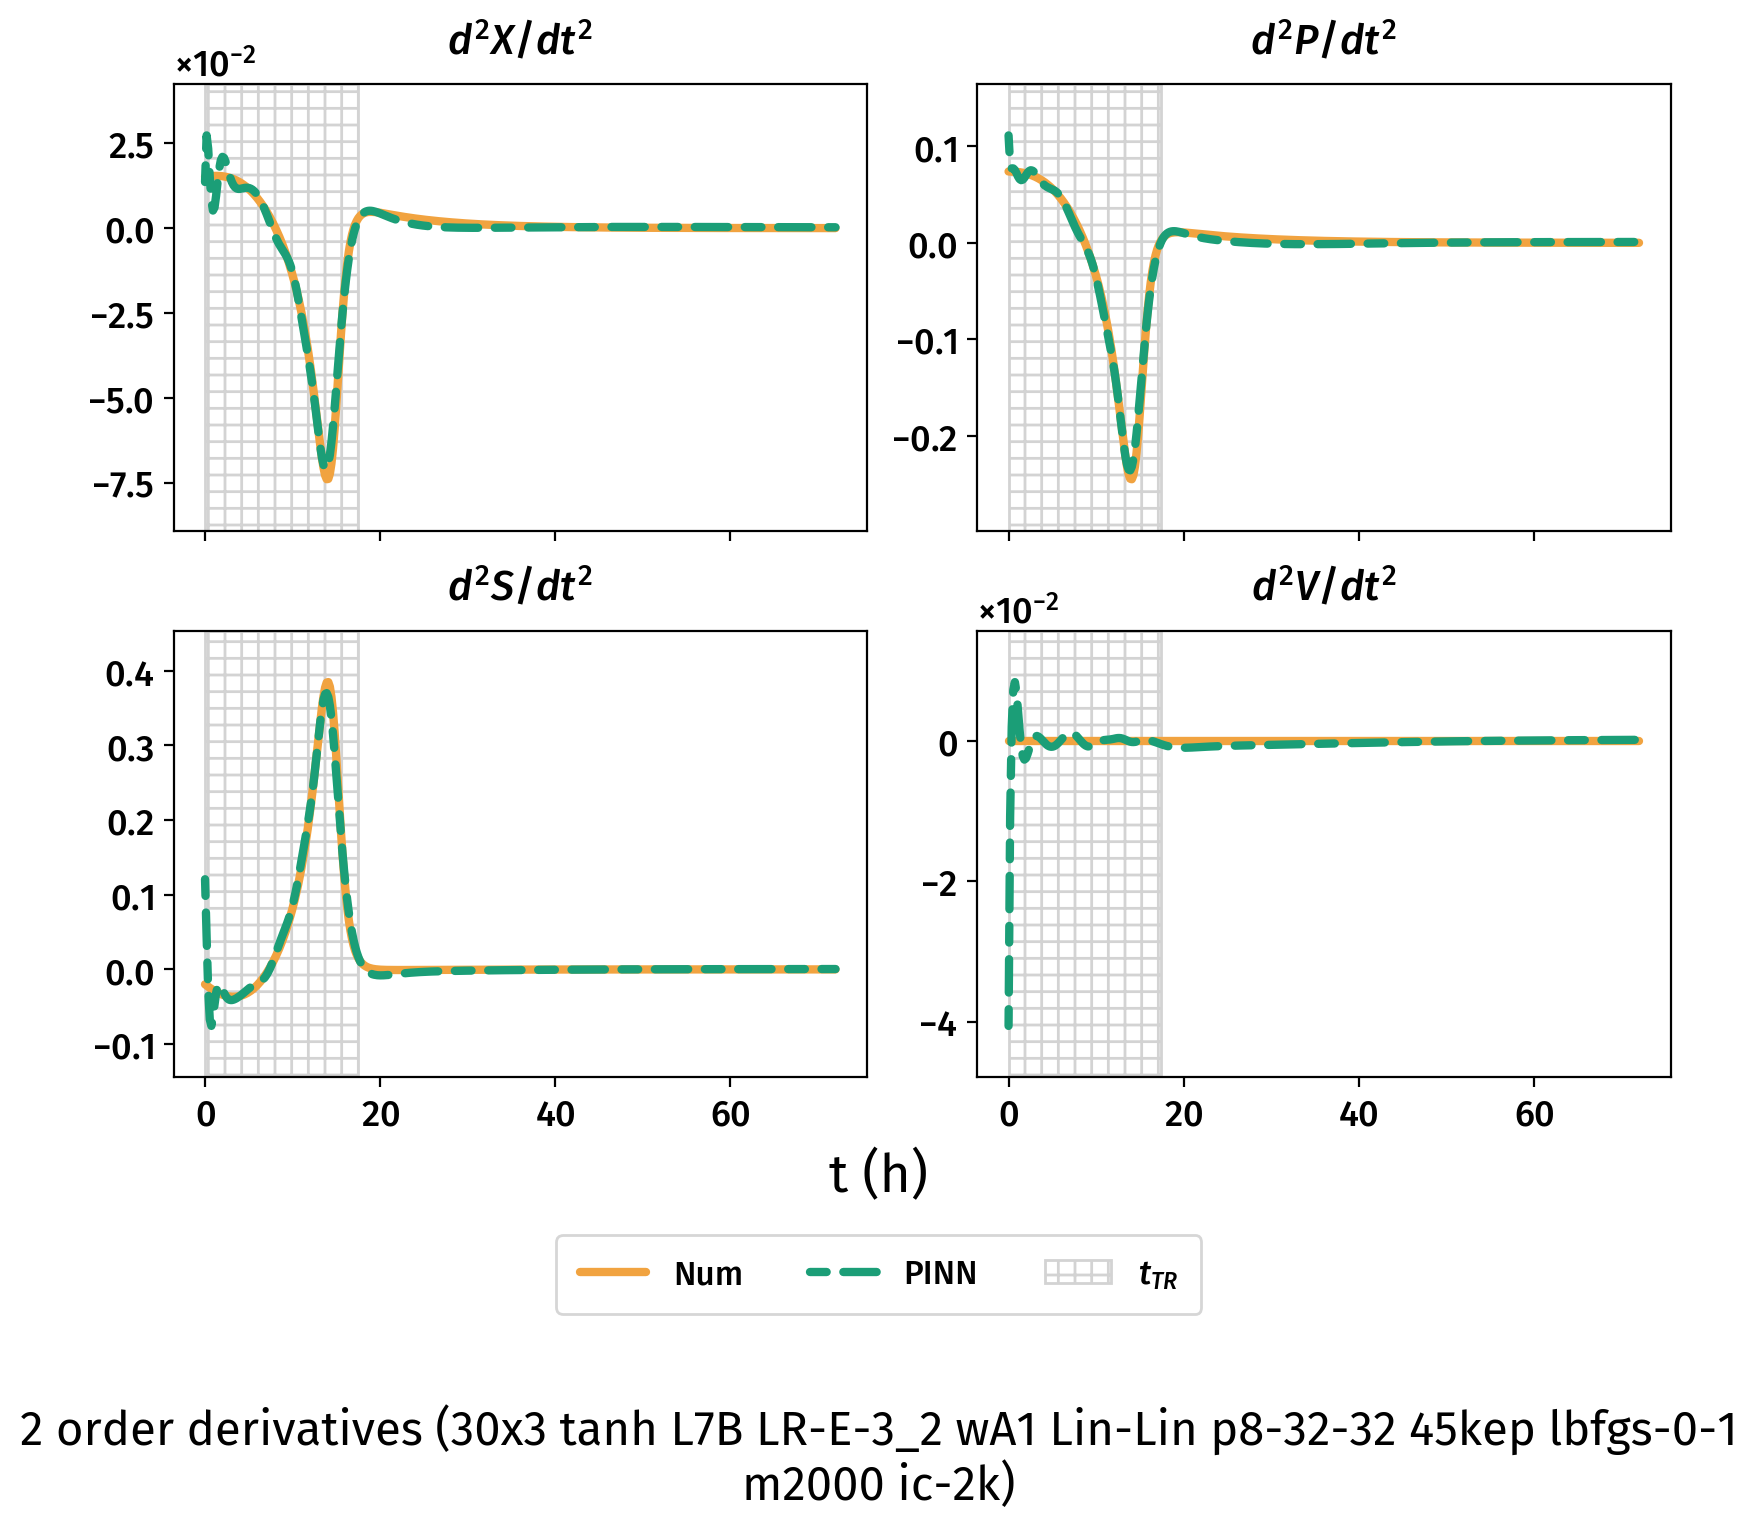 d²X/dt²
×10⁻²
2.5
0.0
−2.5
−5.0
−7.5
d²P/dt²
0.1
0.0
−0.1
−0.2
d²S/dt²
0.4
0.3
0.2
0.1
0.0
−0.1
0 20 40 60
d²V/dt²
×10⁻²
0
−2
−4
0 20 40 60
t (h)
Num PINN t_TR
2 order derivatives (30x3 tanh L7B LR-E-3_2 wA1 Lin-Lin p8-32-32 45kep lbfgs-0-1
m2000 ic-2k)